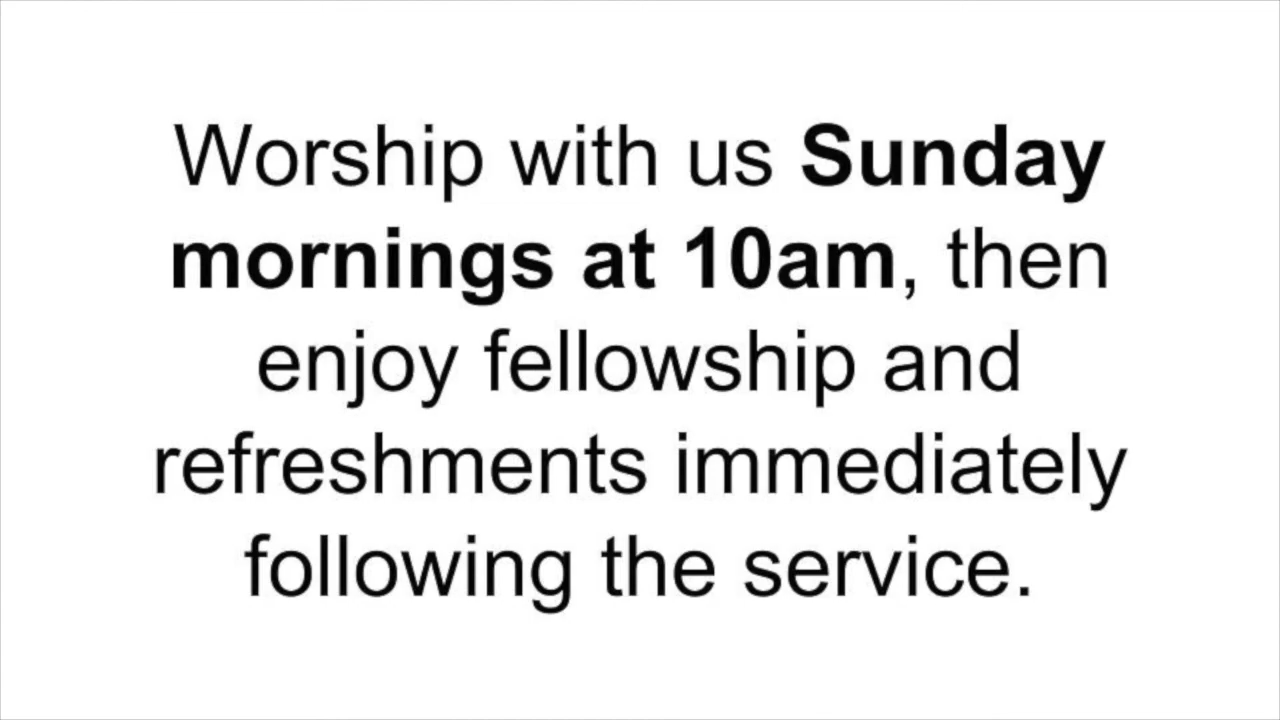 Worship with us Sunday
mornings at 10am, then
enjoy fellowship and
refreshments immediately
following the service.